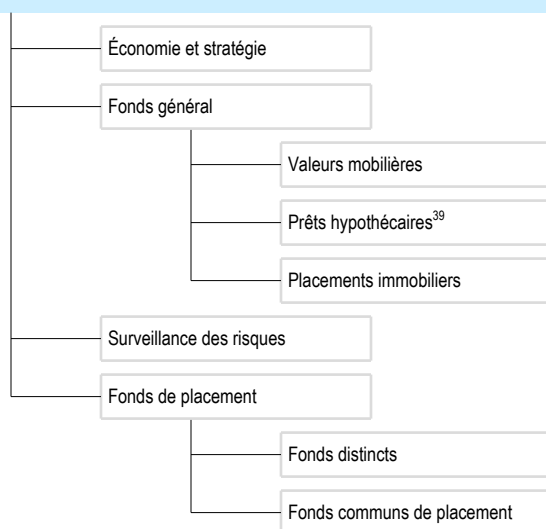 Économie et stratégie
Fonds général
Valeurs mobilières
Prêts hypothécaires³⁹
Placements immobiliers
Surveillance des risques
Fonds de placement
Fonds distincts
Fonds communs de placement